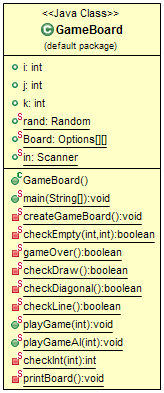 <<Java Class>>
GameBoard
(default package)
i: int
j: int
k: int
rand: Random
Board: Options[][]
in: Scanner
GameBoard()
main(String[]):void
createGameBoard():void
checkEmpty(int,int):boolean
gameOver():boolean
checkDraw():boolean
checkDiagonal():boolean
checkLine():boolean
playGame(int):void
playGameAI(int):void
checkInt(int):int
printBoard():void